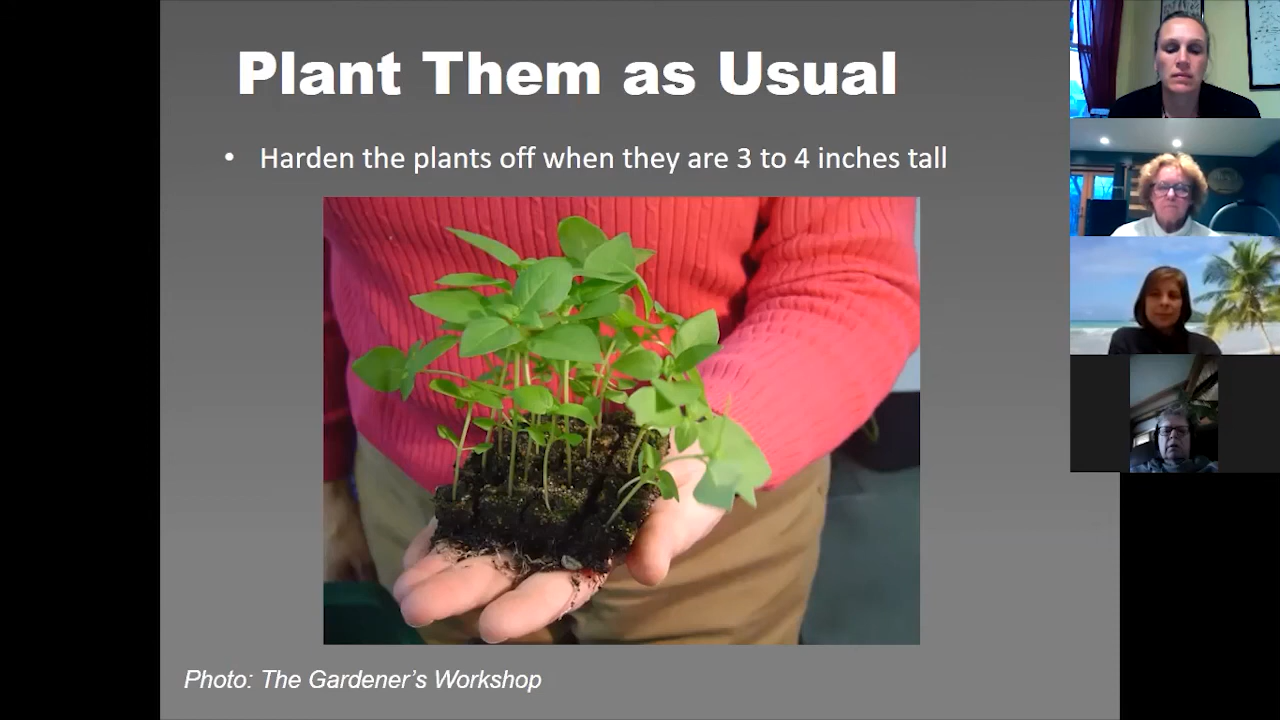 Plant Them as Usual
• Harden the plants off when they are 3 to 4 inches tall
Photo: The Gardener’s Workshop